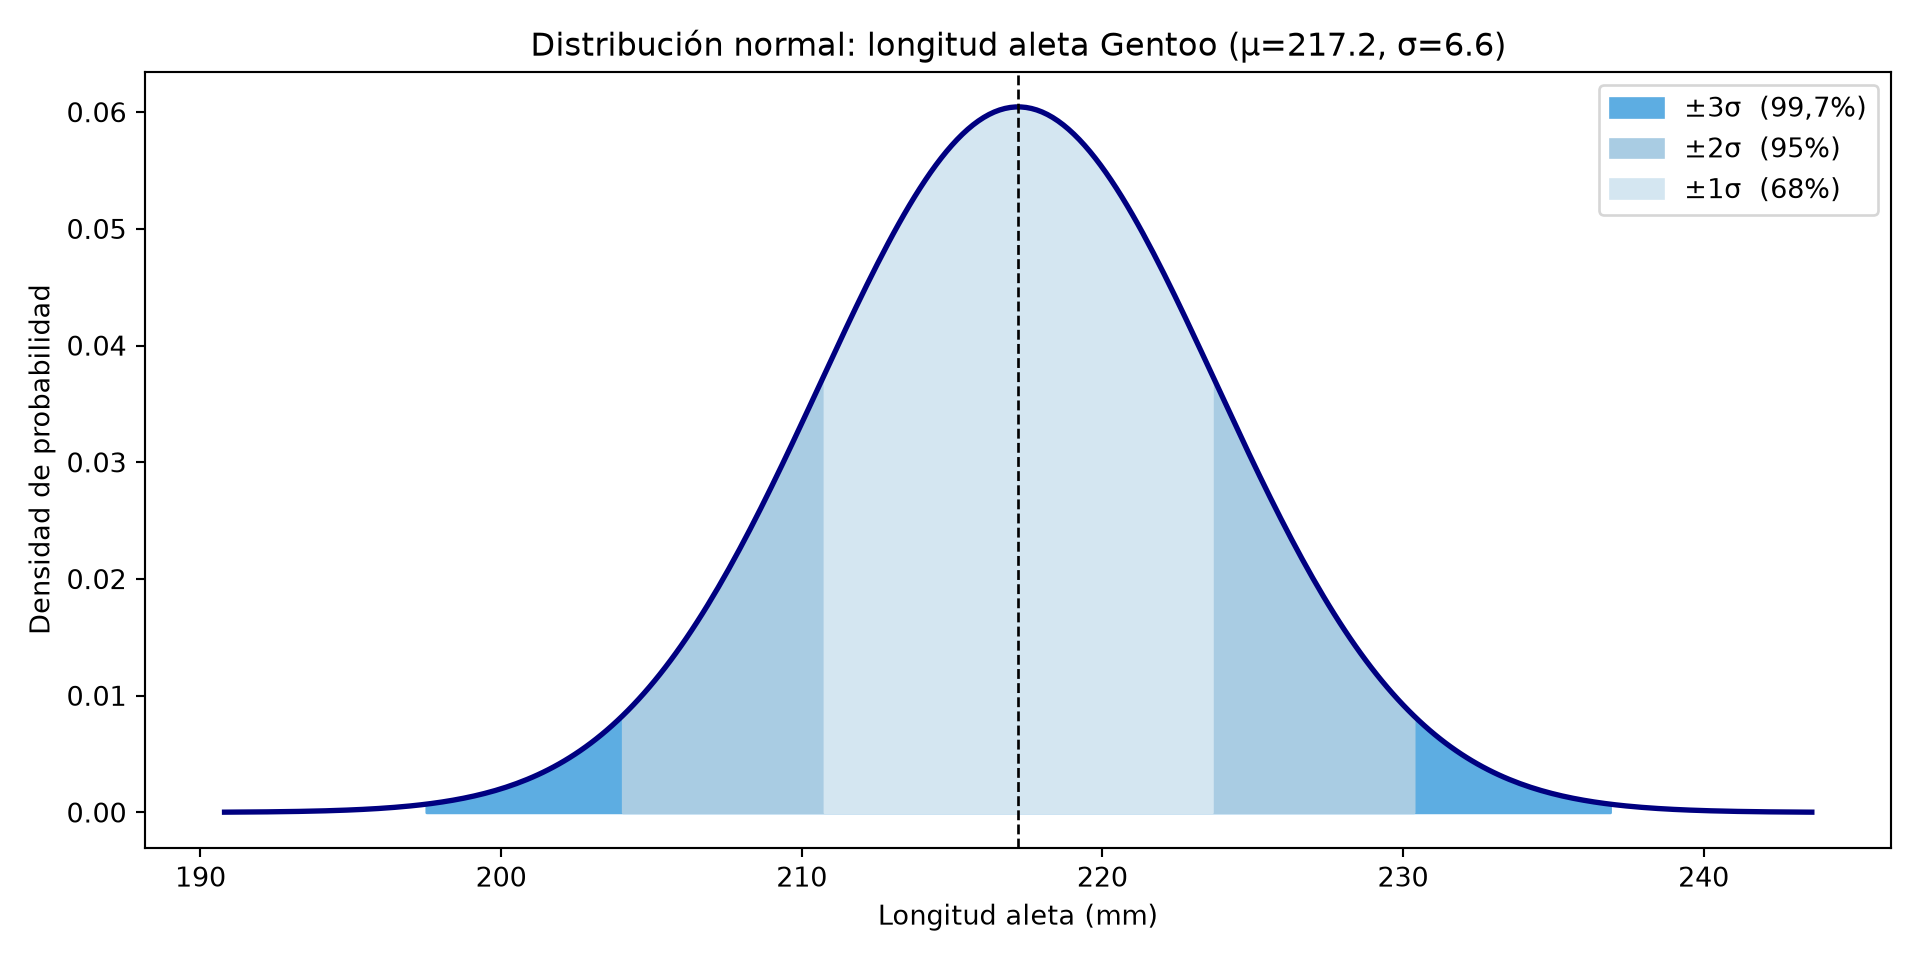 Distribución normal: longitud aleta Gentoo (μ=217.2, σ=6.6)
±3σ (99,7%)
±2σ (95%)
±1σ (68%)
Densidad de probabilidad
0.06
0.05
0.04
0.03
0.02
0.01
0.00
190 200 210 220 230 240
Longitud aleta (mm)